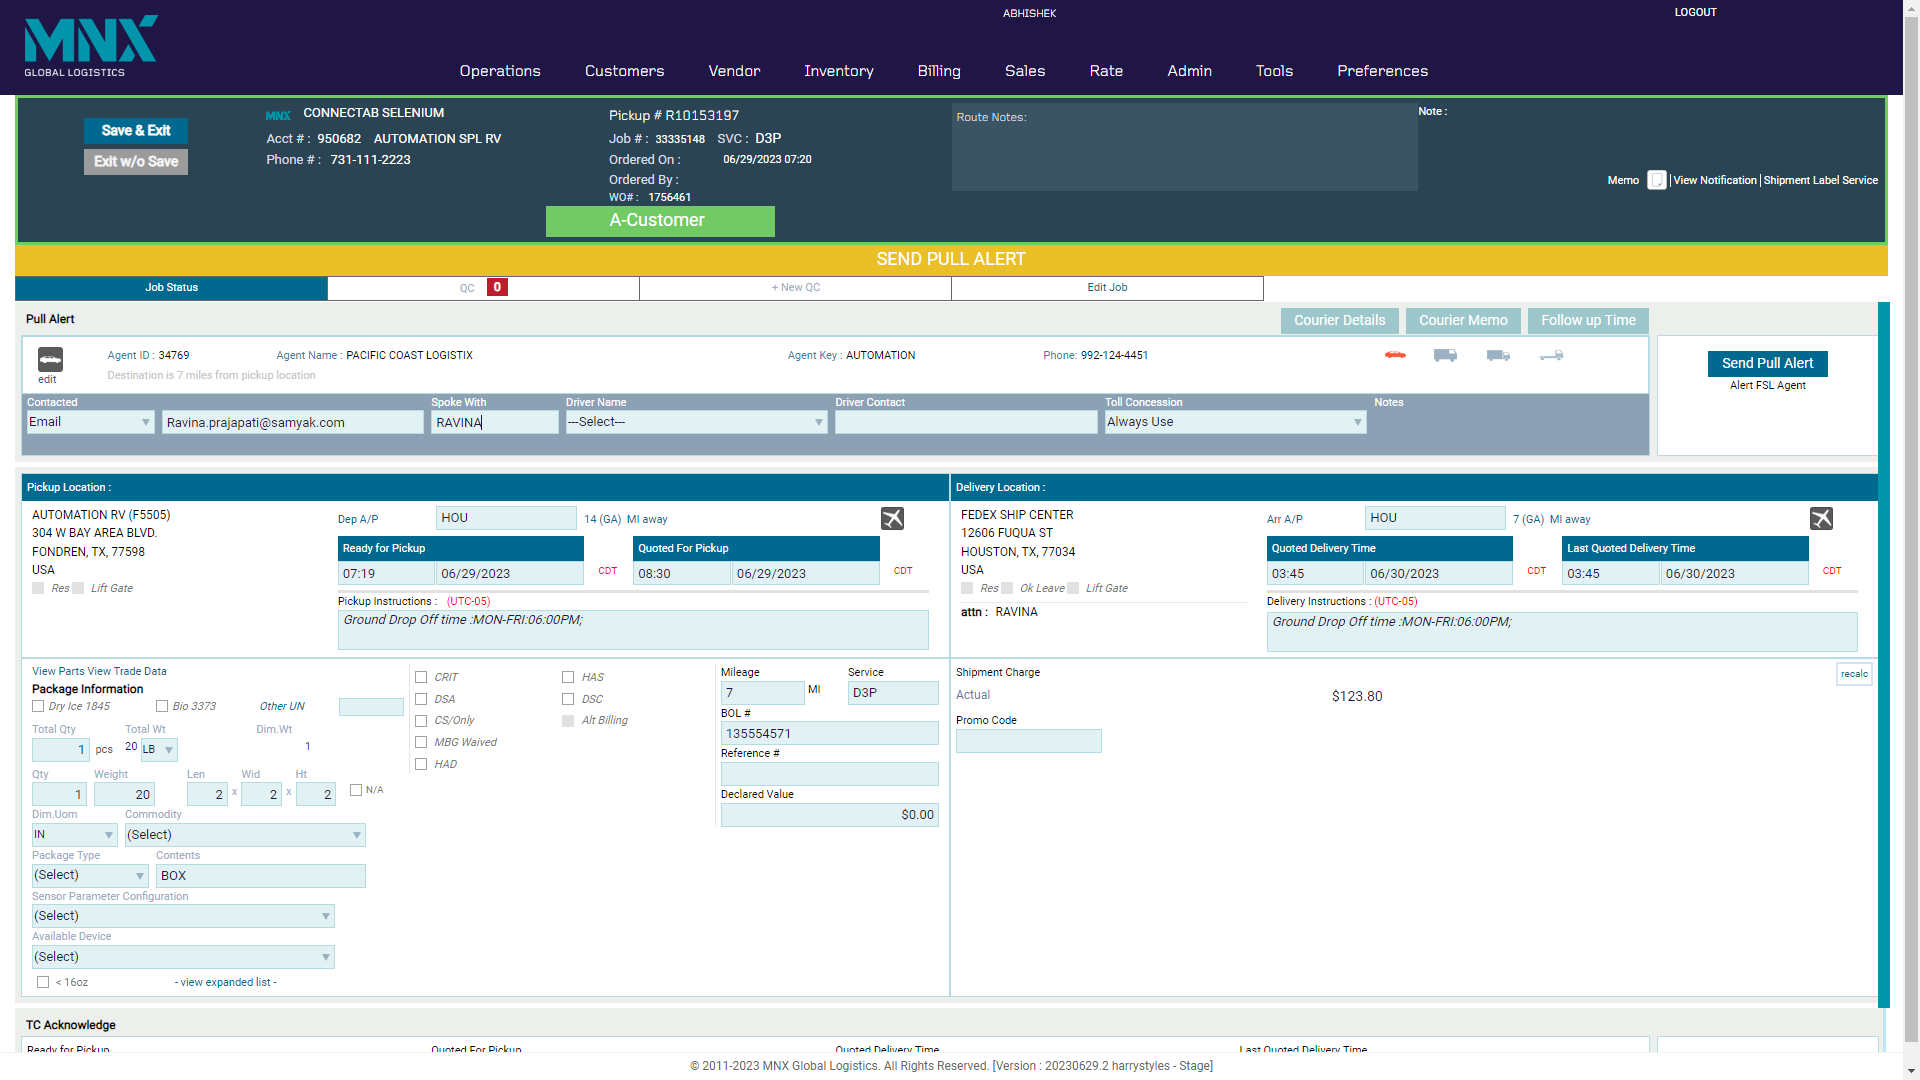 ABHISHEK
LOGOUT
MNX
GLOBAL LOGISTICS
Operations Customers Vendor Inventory Billing Sales Rate Admin Tools Preferences
Save & Exit
Exit w/o Save
MNX CONNECTAB SELENIUM
Acct # : 950682 AUTOMATION SPL RV
Phone # : 731-111-2223
Pickup # R10153197
Job # : 33335148 SVC : D3P
Ordered On : 06/29/2023 07:20
Ordered By :
WO# : 1756461
A-Customer
Route Notes:
Note :
Memo |View Notification|Shipment Label Service
SEND PULL ALERT
Job Status QC 0 + New QC Edit Job
Pull Alert
Courier Details Courier Memo Follow up Time
edit
Agent ID : 34769 Agent Name : PACIFIC COAST LOGISTIX Agent Key : AUTOMATION Phone: 992-124-4451
Destination is 7 miles from pickup location
Send Pull Alert
Alert FSL Agent
Contacted Spoke With Driver Name Driver Contact Toll Concession Notes
Email Ravina.prajapati@samyak.com RAVINA ---Select--- Always Use
Pickup Location :
AUTOMATION RV (F5505)
304 W BAY AREA BLVD.
FONDREN, TX, 77598
USA
Res Lift Gate
Dep A/P HOU 14 (GA) MI away
Ready for Pickup Quoted For Pickup
07:19 06/29/2023 CDT 08:30 06/29/2023 CDT
Pickup Instructions : (UTC-05)
Ground Drop Off time :MON-FRI:06:00PM;
Delivery Location :
FEDEX SHIP CENTER
12606 FUQUA ST
HOUSTON, TX, 77034
USA
Res Ok Leave Lift Gate
attn : RAVINA
Arr A/P HOU 7 (GA) MI away
Quoted Delivery Time Last Quoted Delivery Time
03:45 06/30/2023 CDT 03:45 06/30/2023 CDT
Delivery Instructions : (UTC-05)
Ground Drop Off time :MON-FRI:06:00PM;
View Parts View Trade Data
Package Information
Dry Ice 1845 Bio 3373 Other UN
Total Qty Total Wt Dim.Wt
1 pcs 20 LB 1
Qty Weight Len Wid Ht
1 20 2 x 2 x 2 N/A
Dim.Uom Commodity
IN (Select)
Package Type Contents
(Select) BOX
Sensor Parameter Configuration
(Select)
Available Device
(Select)
< 16oz - view expanded list -
CRIT HAS
DSA DSC
CS/Only Alt Billing
MBG Waived
HAD
Mileage Service
7 MI D3P
BOL #
135554571
Reference #
Declared Value
$0.00
Shipment Charge recalc
Actual $123.80
Promo Code
TC Acknowledge
Ready for Pickup Quoted For Pickup Quoted Delivery Time Last Quoted Delivery Time
© 2011-2023 MNX Global Logistics. All Rights Reserved. [Version : 20230629.2 harrystyles - Stage]